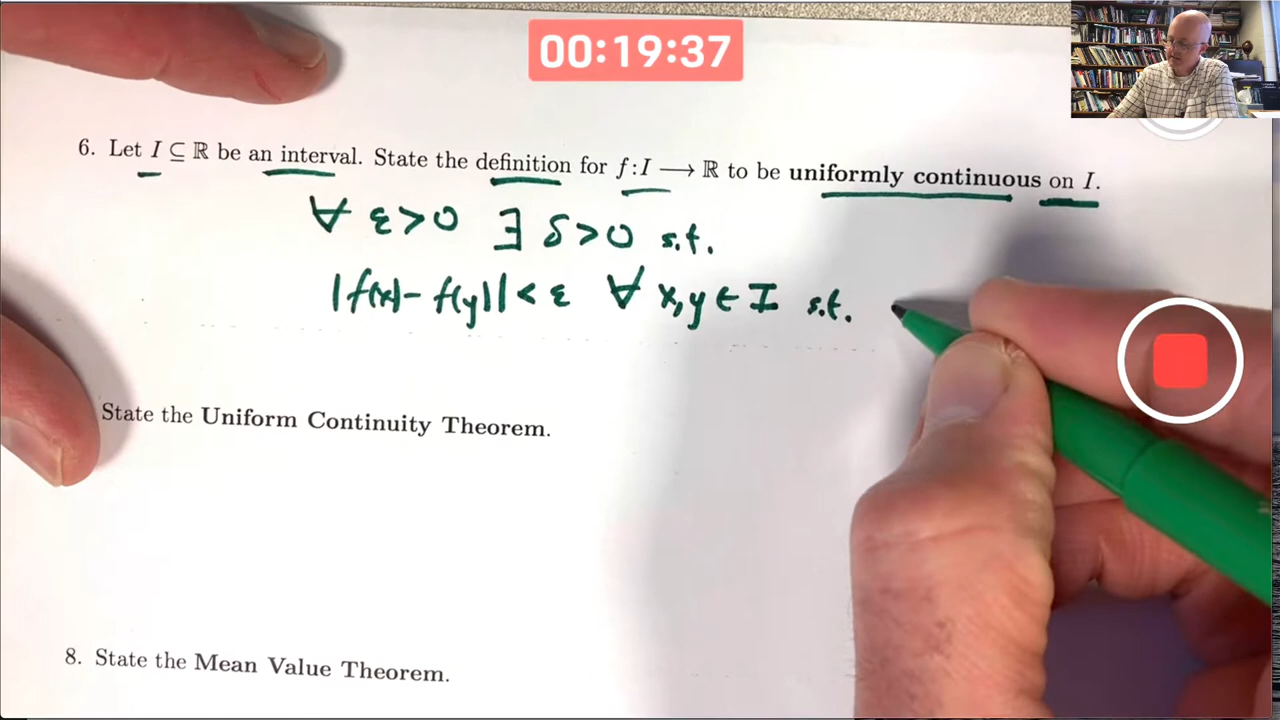 00:19:37
6. Let I ⊆ ℝ be an interval. State the definition for f : I ⟶ ℝ to be uniformly continuous on I.
∀ ε>0 ∃ δ>0 s.t.
|f(x)-f(y)|<ε ∀ x,y ∈ I s.t.
State the Uniform Continuity Theorem.
8. State the Mean Value Theorem.